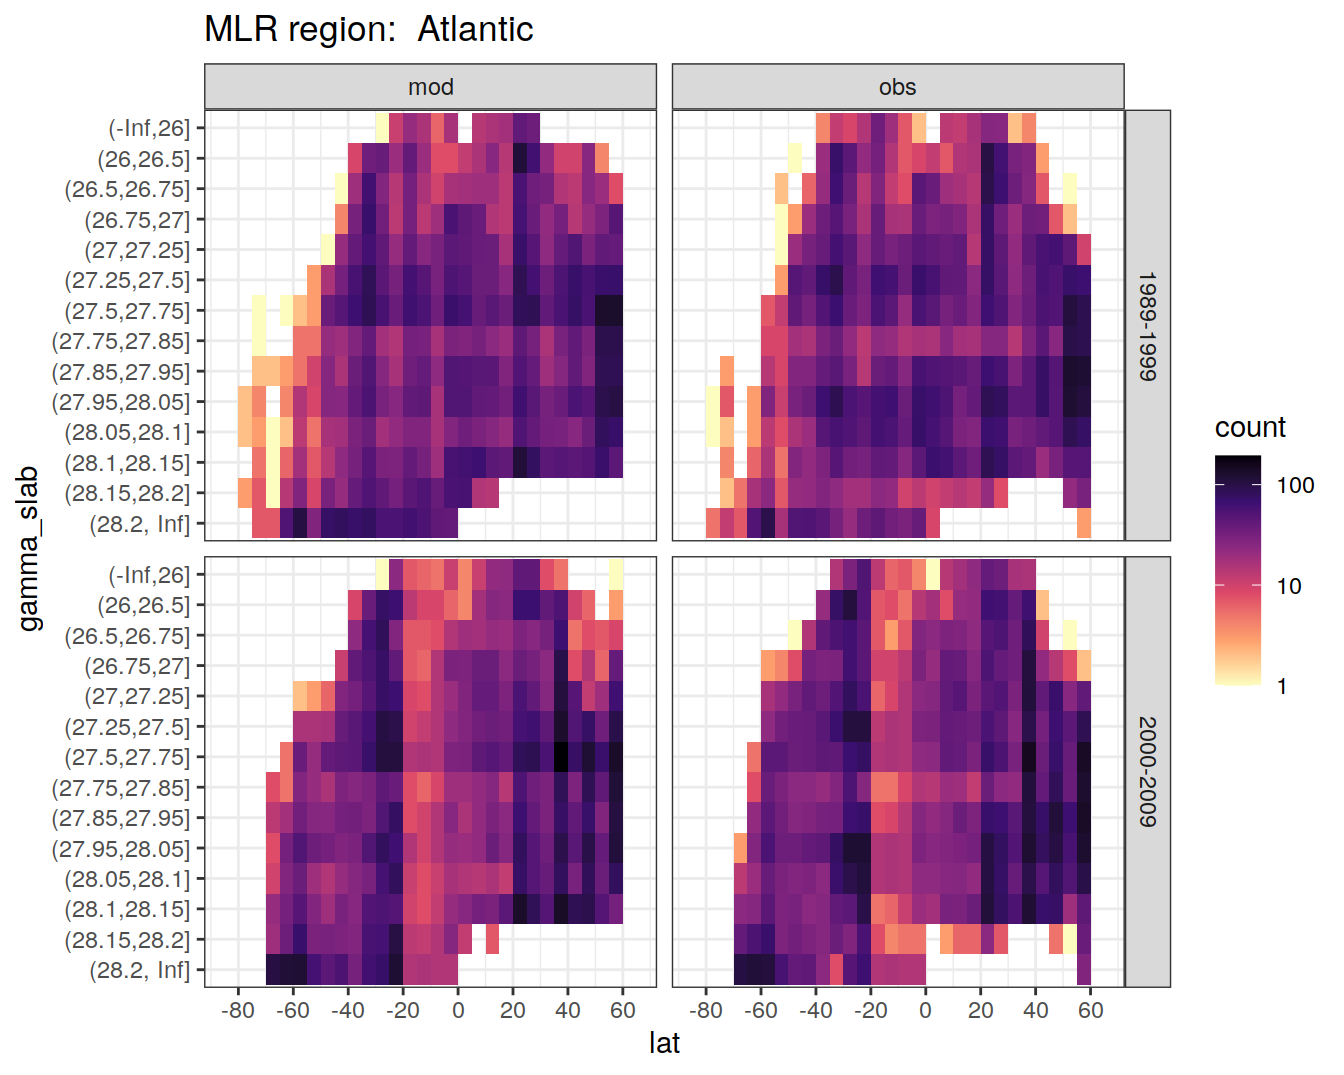 MLR region:  Atlantic
mod
obs
(-Inf,26]
(26,26.5]
(26.5,26.75]
(26.75,27]
(27,27.25]
(27.25,27.5]
(27.5,27.75]
(27.75,27.85]
(27.85,27.95]
(27.95,28.05]
(28.05,28.1]
(28.1,28.15]
(28.15,28.2]
(28.2, Inf]
1989-1999
(-Inf,26]
(26,26.5]
(26.5,26.75]
(26.75,27]
(27,27.25]
(27.25,27.5]
(27.5,27.75]
(27.75,27.85]
(27.85,27.95]
(27.95,28.05]
(28.05,28.1]
(28.1,28.15]
(28.15,28.2]
(28.2, Inf]
2000-2009
gamma_slab
-80 -60 -40 -20 0 20 40 60
-80 -60 -40 -20 0 20 40 60
lat
count
100
10
1